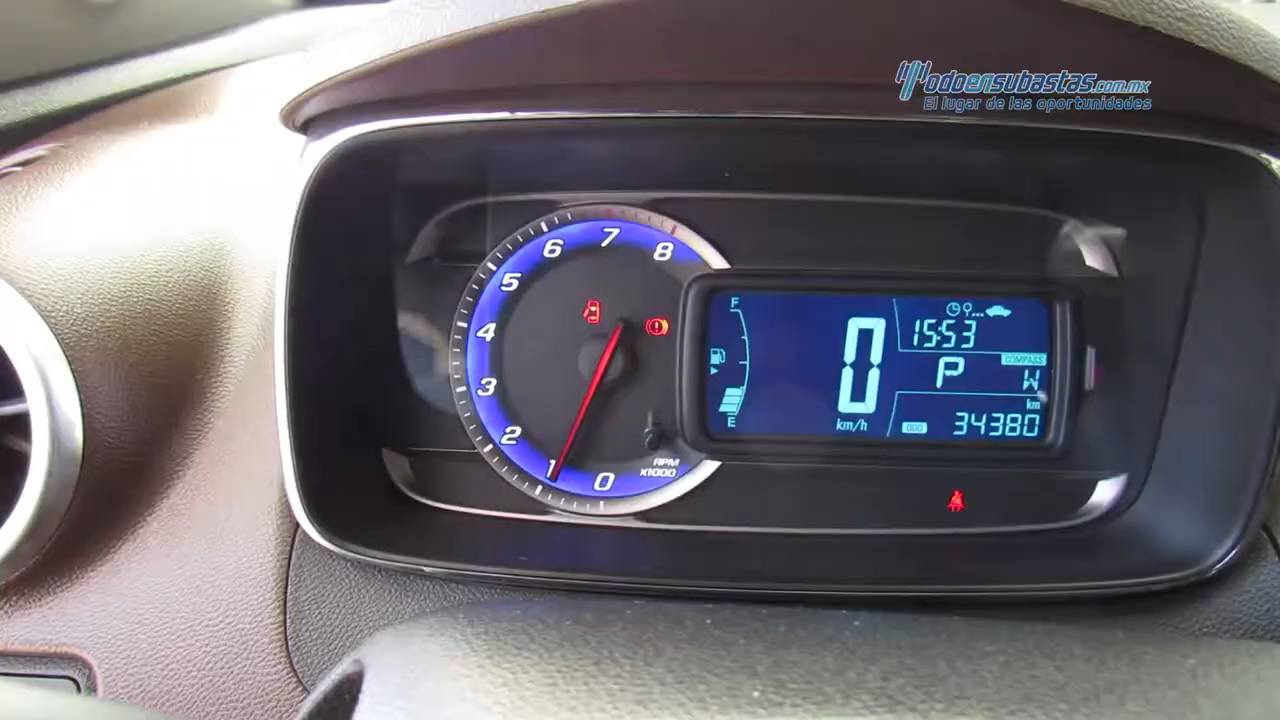 Todoensubastas.com.mx
El lugar de las oportunidades
8
7
6
5
4
3
2
1
0
RPM
X1000
F
E
0
km/h
15:53
COMPASS
P
W
km
ODO 34380